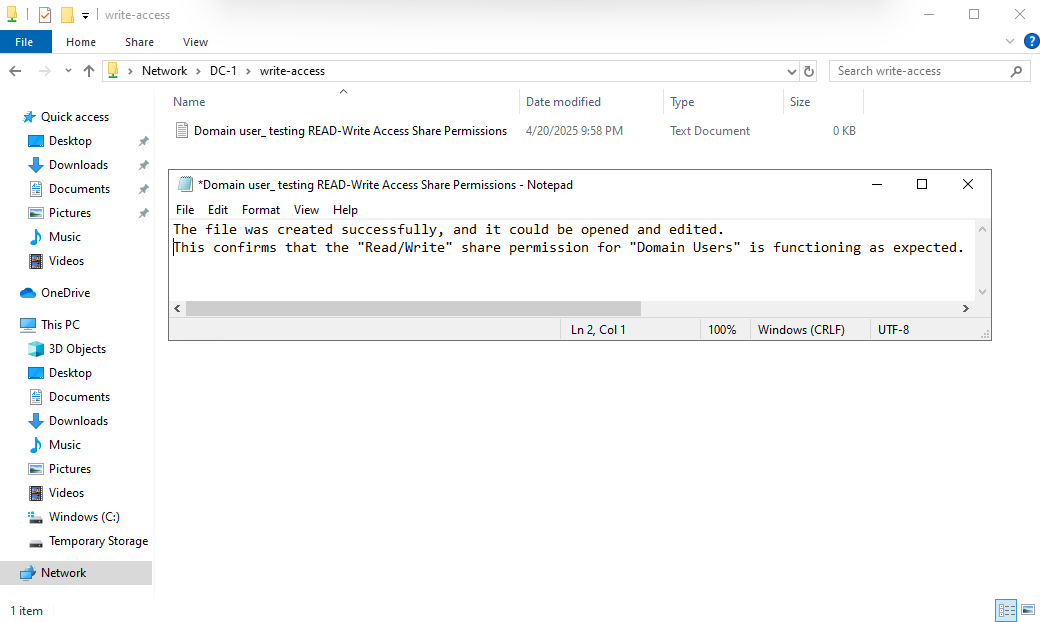 write-access
File Home Share View
Network DC-1 write-access
Search write-access
Name Date modified Type Size
Domain user_ testing READ-Write Access Share Permissions 4/20/2025 9:58 PM Text Document 0 KB
Quick access
Desktop
Downloads
Documents
Pictures
Music
Videos
OneDrive
This PC
3D Objects
Desktop
Documents
Downloads
Music
Pictures
Videos
Windows (C:)
Temporary Storage
Network
*Domain user_ testing READ-Write Access Share Permissions - Notepad
File Edit Format View Help
The file was created successfully, and it could be opened and edited.
This confirms that the "Read/Write" share permission for "Domain Users" is functioning as expected.
Ln 2, Col 1 100% Windows (CRLF) UTF-8
1 item